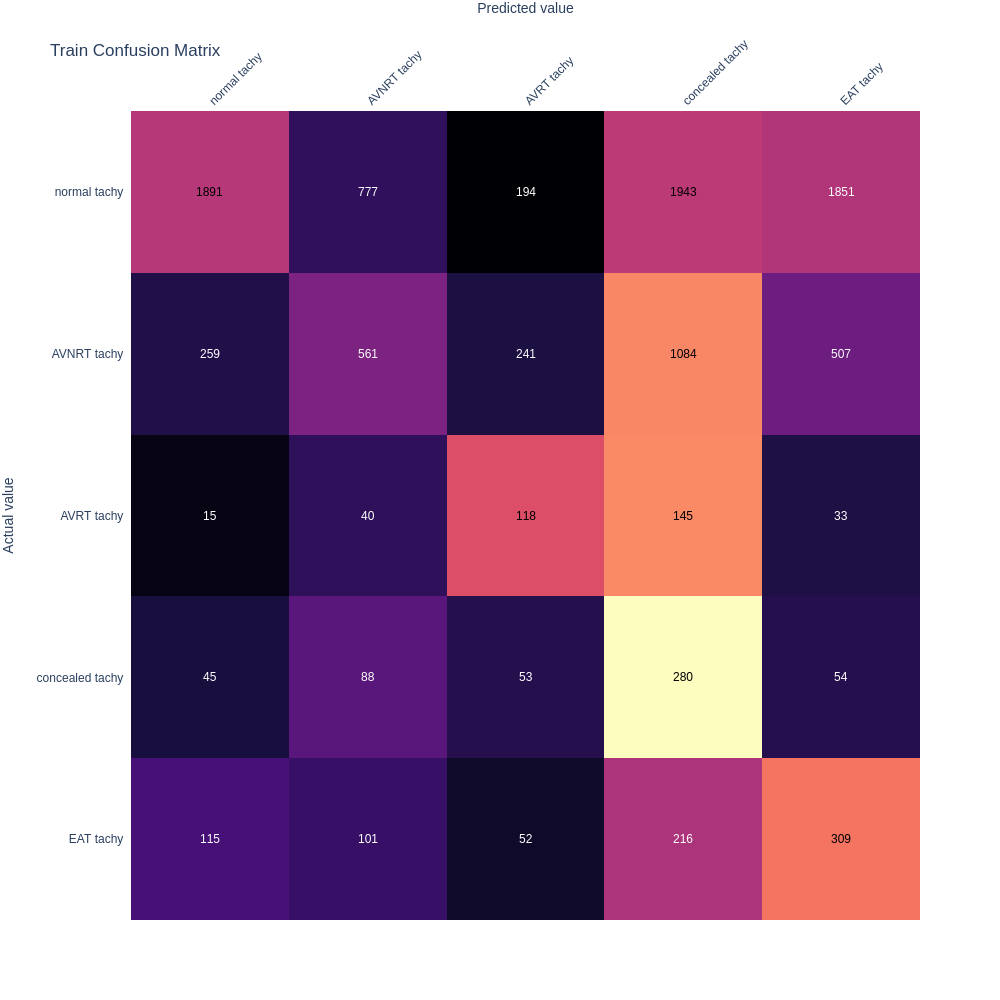 Predicted value
Train Confusion Matrix
normal tachy AVNRT tachy AVRT tachy concealed tachy EAT tachy
normal tachy 1891 777 194 1943 1851
AVNRT tachy 259 561 241 1084 507
AVRT tachy 15 40 118 145 33
Actual value
concealed tachy 45 88 53 280 54
EAT tachy 115 101 52 216 309